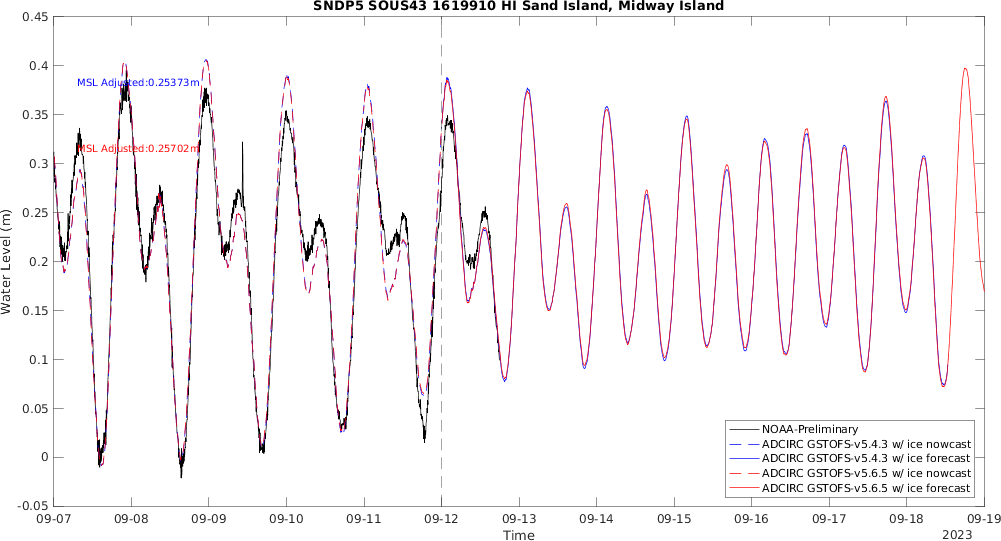 SNDP5 SOUS43 1619910 HI Sand Island, Midway Island
0.45
0.4
0.35
0.3
0.25
0.2
0.15
0.1
0.05
0
-0.05
Water Level (m)
MSL Adjusted:0.25373m
MSL Adjusted:0.25702m
NOAA-Preliminary
ADCIRC GSTOFS-v5.4.3 w/ ice nowcast
ADCIRC GSTOFS-v5.4.3 w/ ice forecast
ADCIRC GSTOFS-v5.6.5 w/ ice nowcast
ADCIRC GSTOFS-v5.6.5 w/ ice forecast
09-07 09-08 09-09 09-10 09-11 09-12 09-13 09-14 09-15 09-16 09-17 09-18 09-19
Time
2023